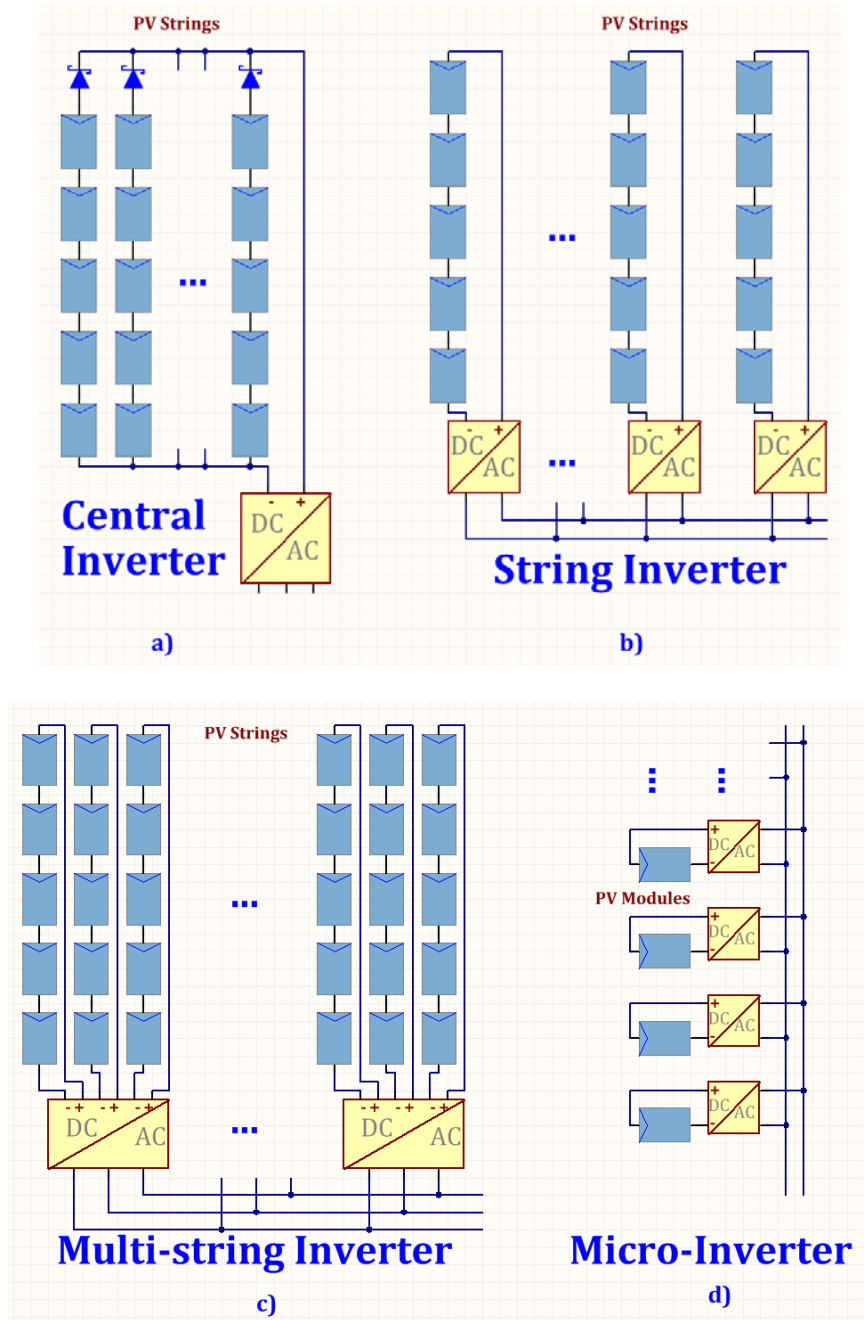 PV Strings
...
- +
DC
AC
Central
Inverter
a)
PV Strings
...
- +
DC
AC
...
- +
DC
AC
- +
DC
AC
String Inverter
b)
PV Strings
...
-+ -+ -+
DC
AC
...
-+ -+ -+
DC
AC
Multi-string Inverter
c)
+
DC
AC
-
PV Modules
+
DC
AC
-
+
DC
AC
-
+
DC
AC
-
Micro-Inverter
d)